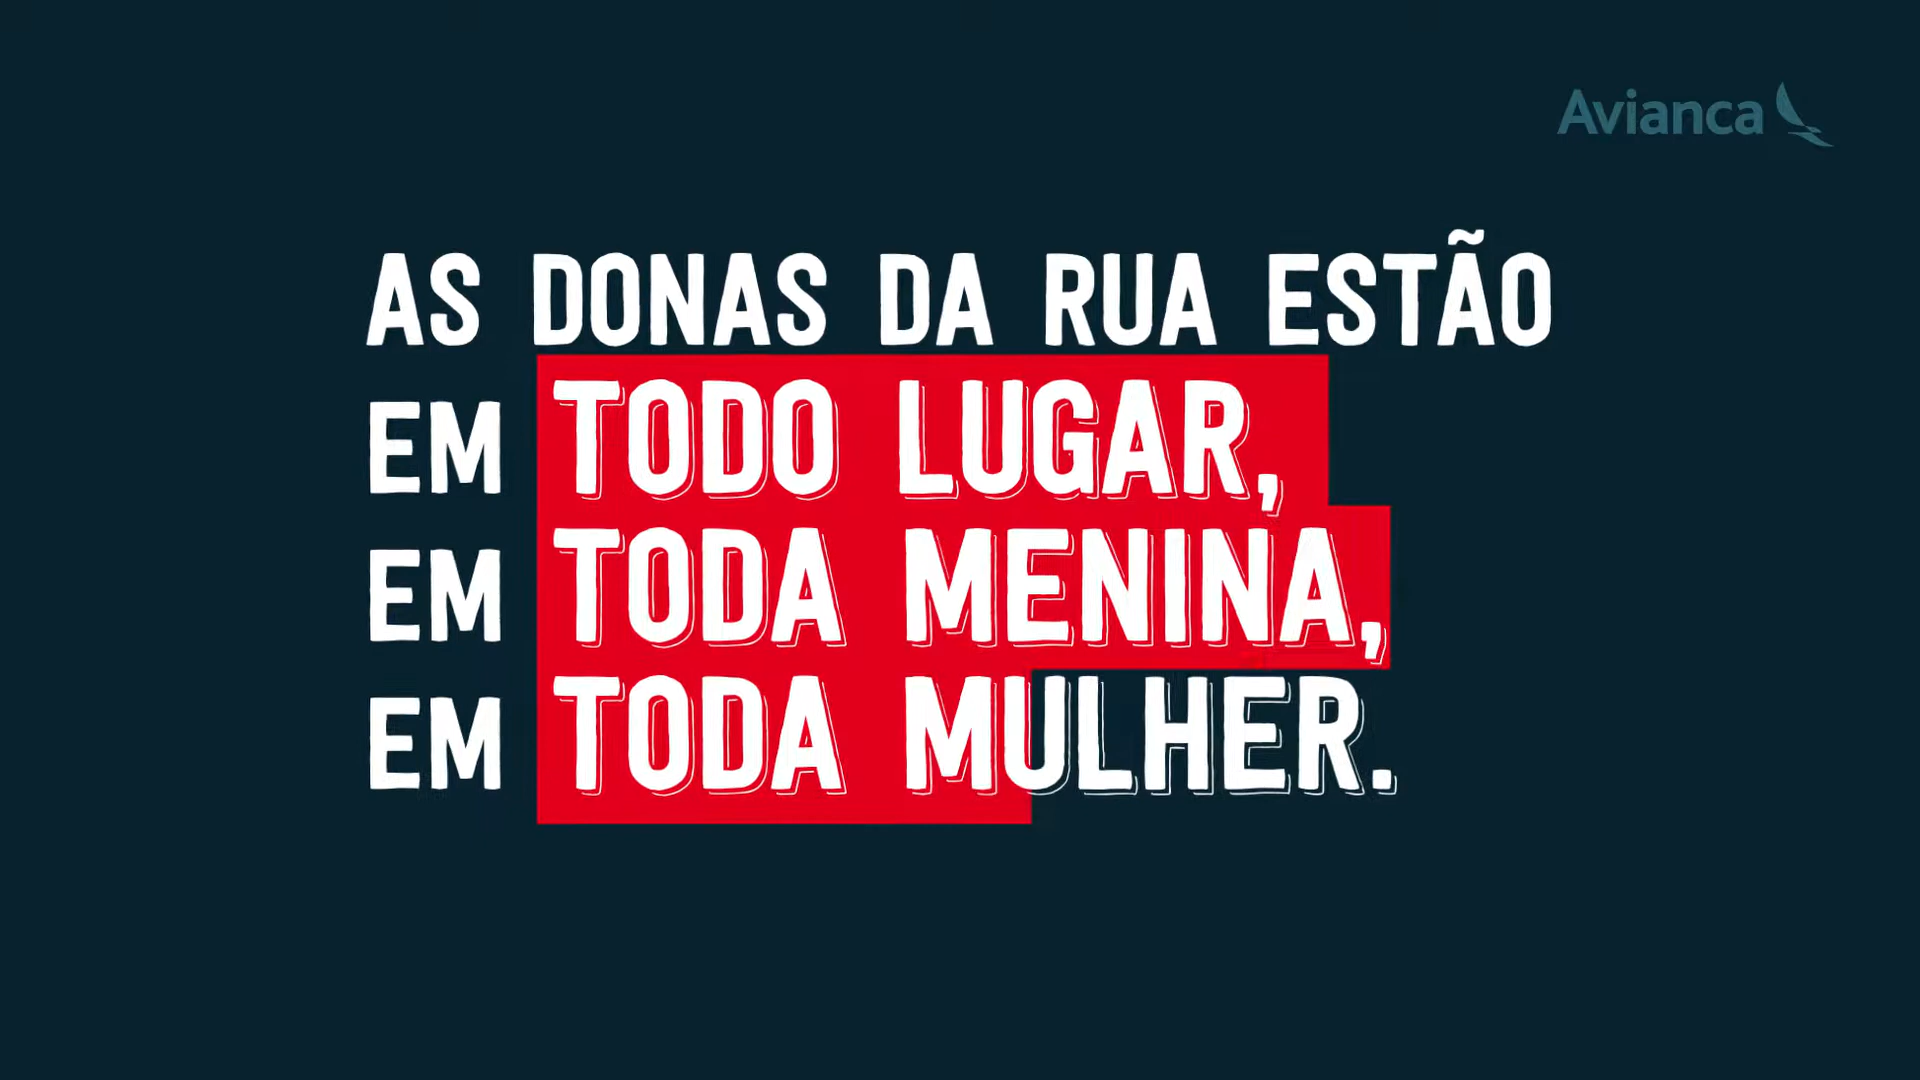 Avianca
AS DONAS DA RUA ESTÃO
EM TODO LUGAR,
EM TODA MENINA,
EM TODA MULHER.